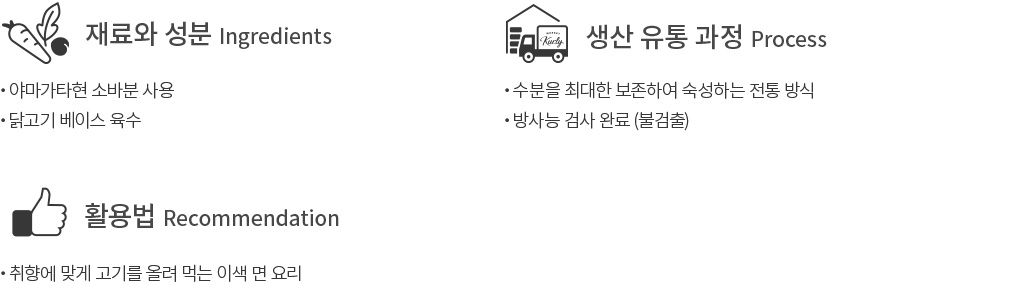 재료와 성분 Ingredients
• 야마가타현 소바분 사용
• 닭고기 베이스 육수
Kurly
유생산 유통 과정 Process
• 수분을 최대한 보존하여 숙성하는 전통 방식
• 방사능 검사 완료 (불검출)
활용법 Recommendation
• 취향에 맞게 고기를 올려 먹는 이색 면 요리